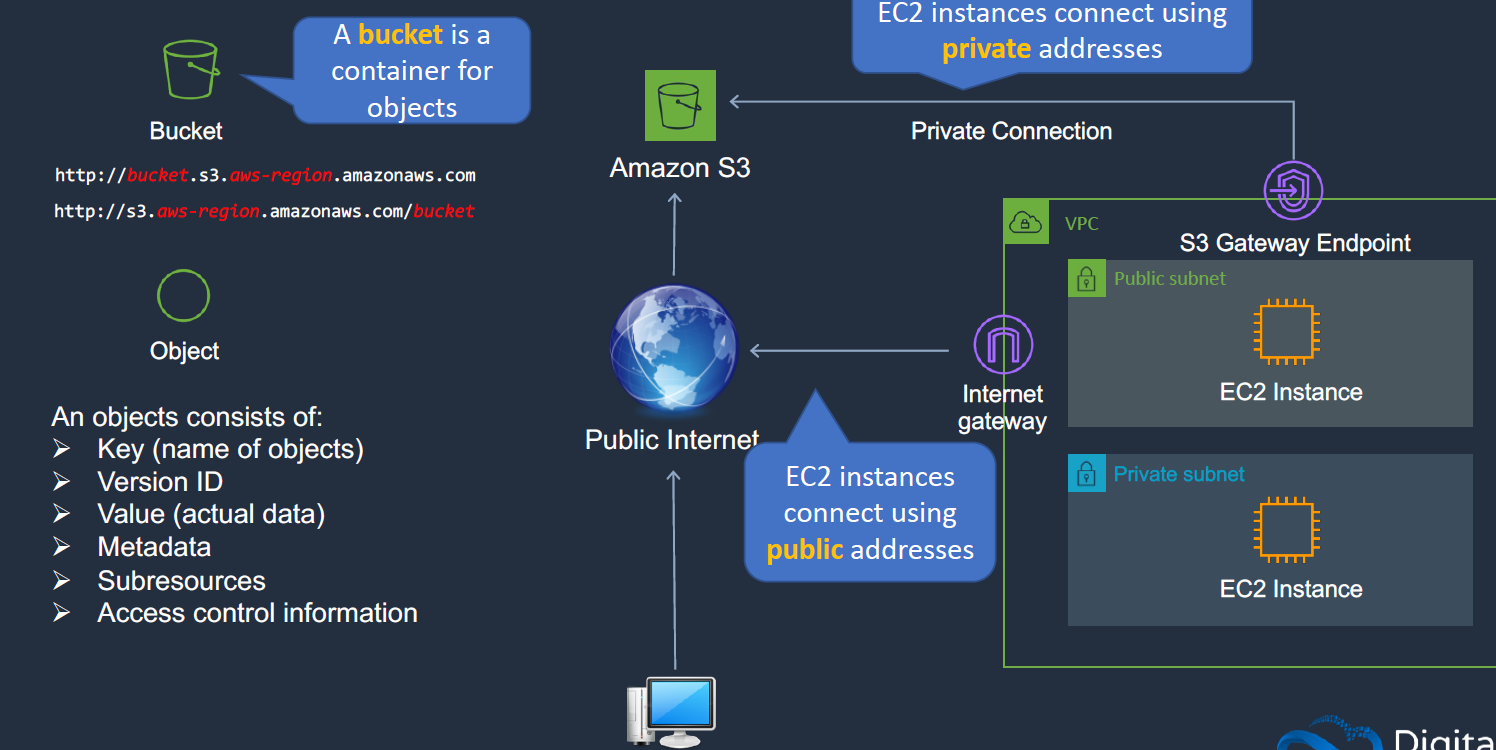 A bucket is a
container for
objects
Bucket
http://bucket.s3.aws-region.amazonaws.com
http://s3.aws-region.amazonaws.com/bucket
Object
An objects consists of:
Key (name of objects)
Version ID
Value (actual data)
Metadata
Subresources
Access control information
Amazon S3
Public Internet
EC2 instances connect using
private addresses
Private Connection
S3 Gateway Endpoint
VPC
Public subnet
EC2 Instance
Internet
gateway
EC2 instances
connect using
public addresses
Private subnet
EC2 Instance
Digita